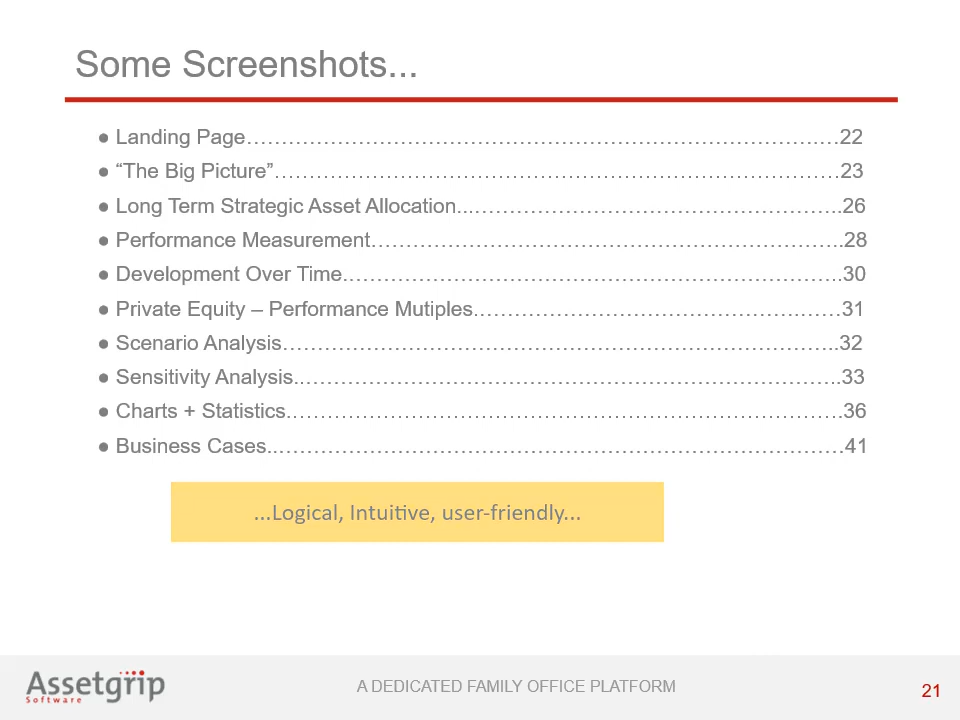 Some Screenshots...
● Landing Page……………………………………………………………………….….22
● “The Big Picture”………………………………………………………………………23
● Long Term Strategic Asset Allocation...……………………………………………..26
● Performance Measurement…………………………………………………………..28
● Development Over Time.……………………………………………………………..30
● Private Equity – Performance Mutiples.……………………………………….……31
● Scenario Analysis……………………………………………………………………..32
● Sensitivity Analysis..…………………………………………………………………..33
● Charts + Statistics.…………………………………………………………………….36
● Business Cases...………………………………………………………………………41
...Logical, Intuitive, user-friendly...
Assetgrip
Software
A DEDICATED FAMILY OFFICE PLATFORM
21